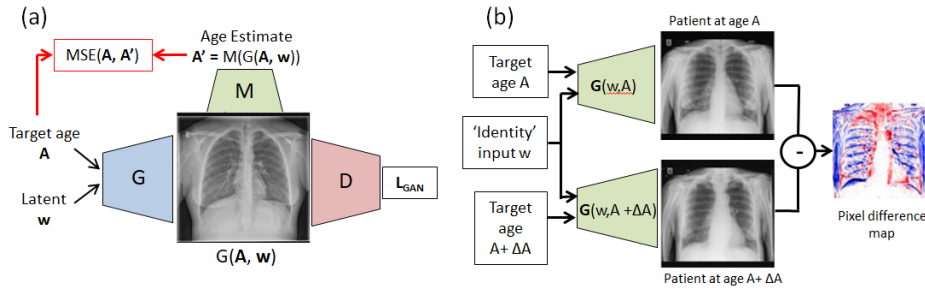 (a)
Age Estimate
MSE(A, A’)
A’ = M(G(A, w))
M
Target age
A
G
D
L_GAN
Latent
w
G(A, w)
(b)
Patient at age A
Target
age A
G(w,A)
‘Identity’
input w
-
Target
age
A+ ΔA
G(w,A +ΔA)
Pixel difference
map
Patient at age A+ ΔA